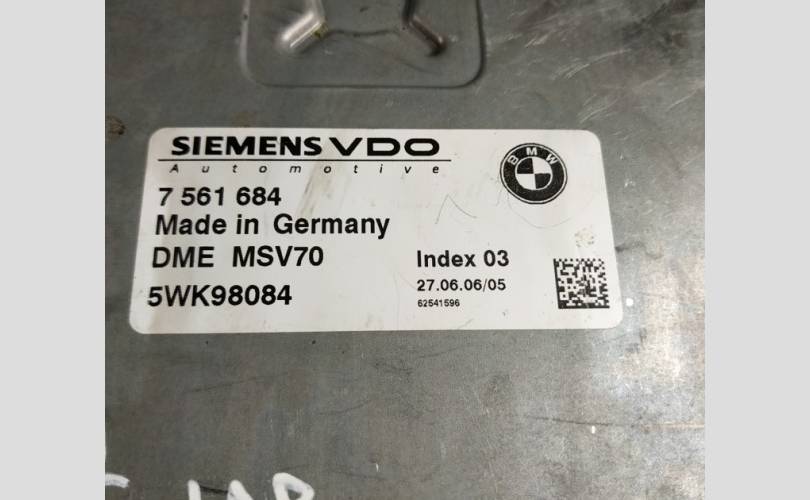 SIEMENS VDO
Automotive
BMW
7 561 684
Made in Germany
DME MSV70
Index 03
5WK98084
27.06.06/05
62541596